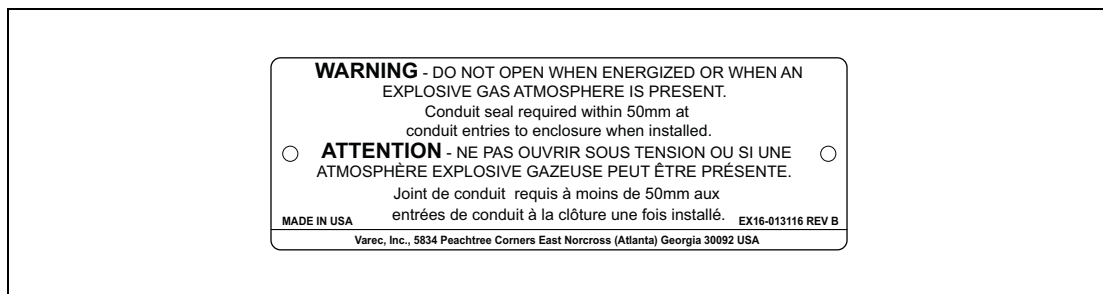 WARNING - DO NOT OPEN WHEN ENERGIZED OR WHEN AN
EXPLOSIVE GAS ATMOSPHERE IS PRESENT.
Conduit seal required within 50mm at
conduit entries to enclosure when installed.
ATTENTION - NE PAS OUVRIR SOUS TENSION OU SI UNE
ATMOSPHÈRE EXPLOSIVE GAZEUSE PEUT ÊTRE PRÉSENTE.
Joint de conduit requis à moins de 50mm aux
entrées de conduit à la clôture une fois installé.
MADE IN USA
EX16-013116 REV B
Varec, Inc., 5834 Peachtree Corners East Norcross (Atlanta) Georgia 30092 USA